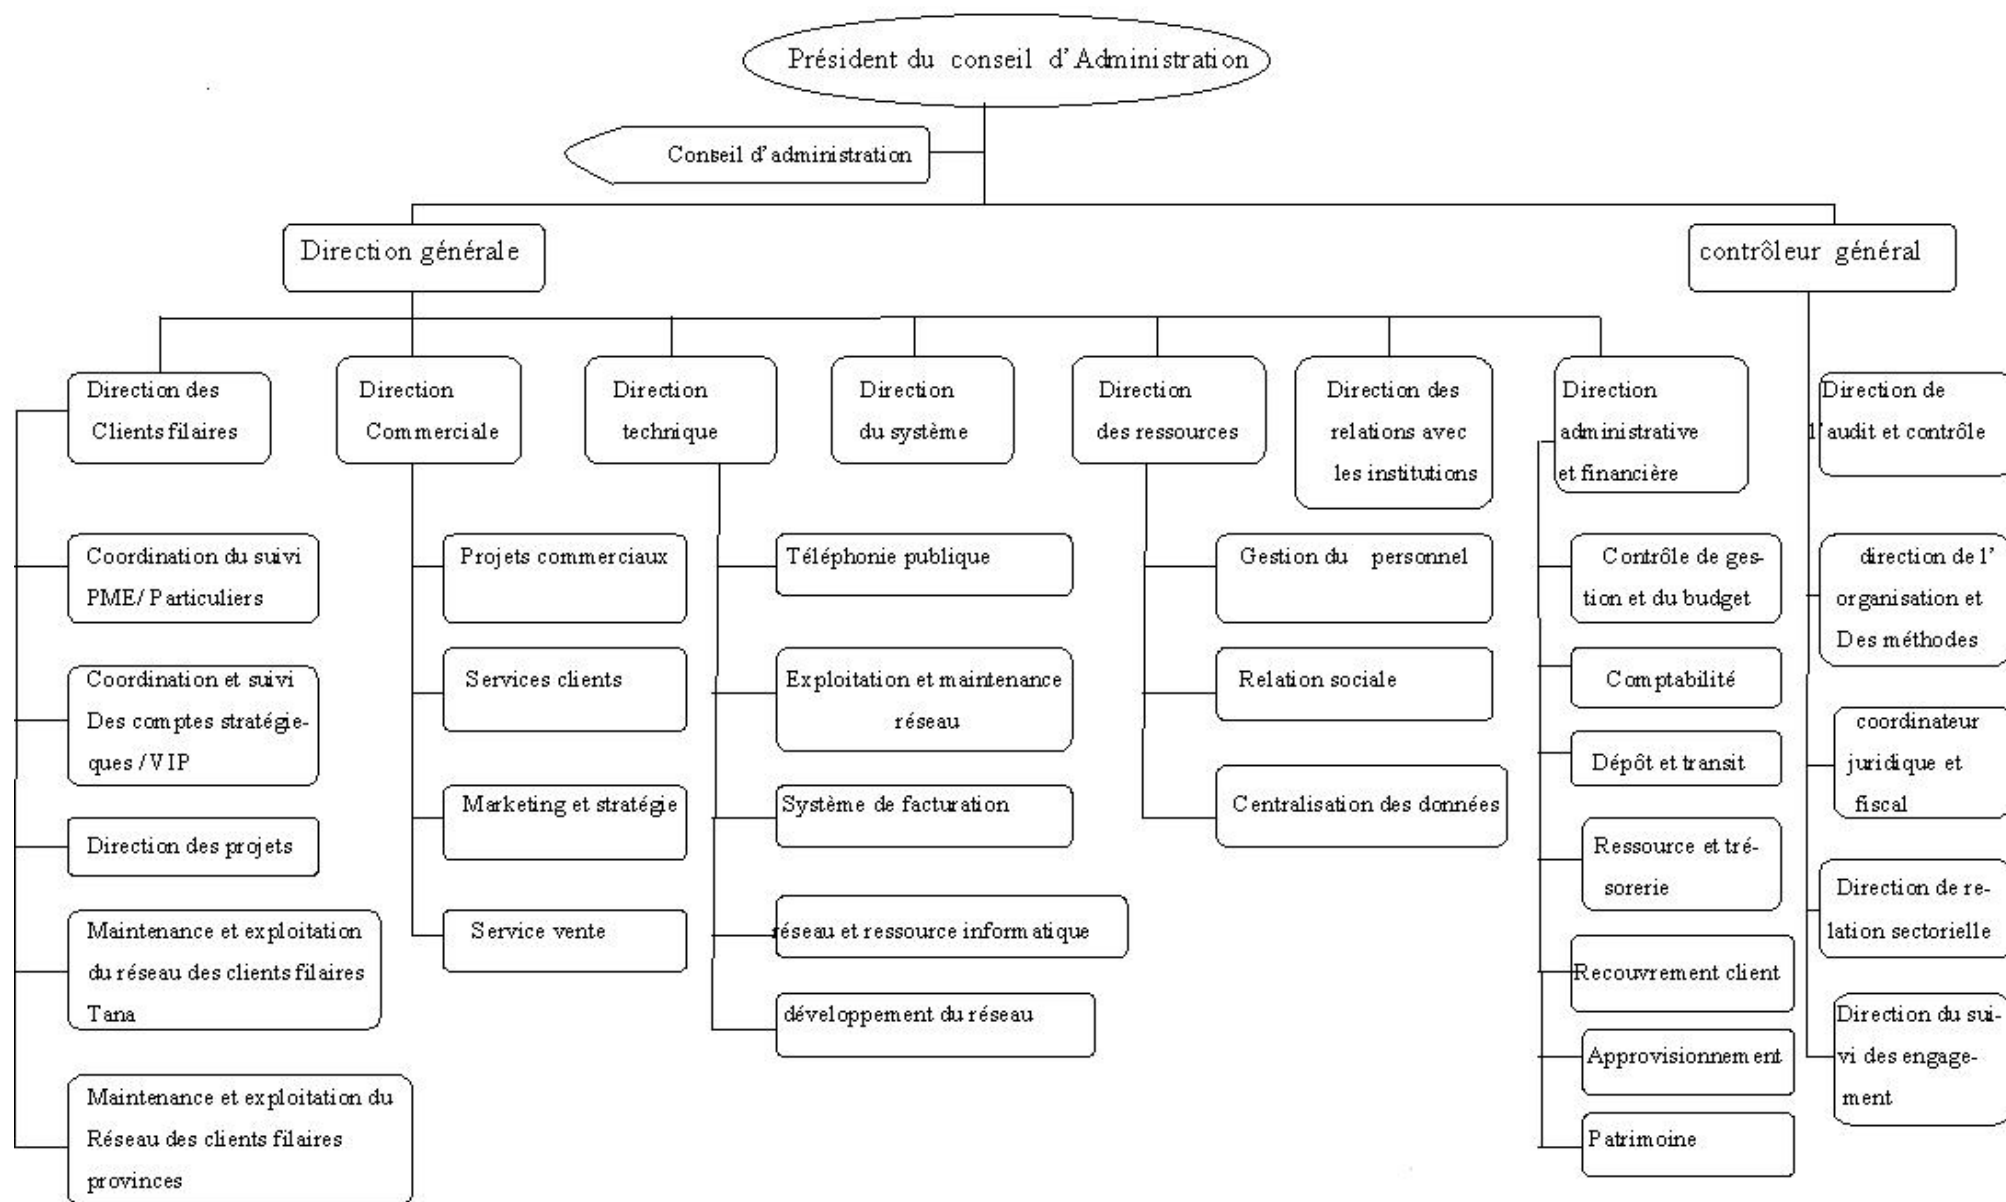 Président du conseil d'Administration
Conseil d'administration
Direction générale
contrôleur général
Direction des
Clients filaires
Direction
Commerciale
Direction
technique
Direction
du système
Direction
des ressources
Direction des
relations avec
les institutions
Direction
administrative
et financière
Direction de
l'audit et contrôle
Coordination du suivi
PME/ Particuliers
Coordination et suivi
Des comptes stratégie-
ques / VIP
Direction des projets
Maintenance et exploitation
du réseau des clients filaires
Tana
Maintenance et exploitation du
Réseau des clients filaires
provinces
Projets commerciaux
Services clients
Marketing et stratégie
Service vente
Téléphonie publique
Exploitation et maintenance
réseau
Système de facturation
réseau et ressource informatique
développement du réseau
Gestion du personnel
Relation sociale
Centralisation des données
Contrôle de ges-
tion et du budget
Comptabilité
Dépôt et transit
Ressource et tré-
sorerie
Recouvrement client
Approvisionnement
Patrimoine
direction de l'
organisation et
Des méthodes
coordinateur
juridique et
fiscal
Direction de re-
lation sectorielle
Direction du sui-
vi des engage-
ment